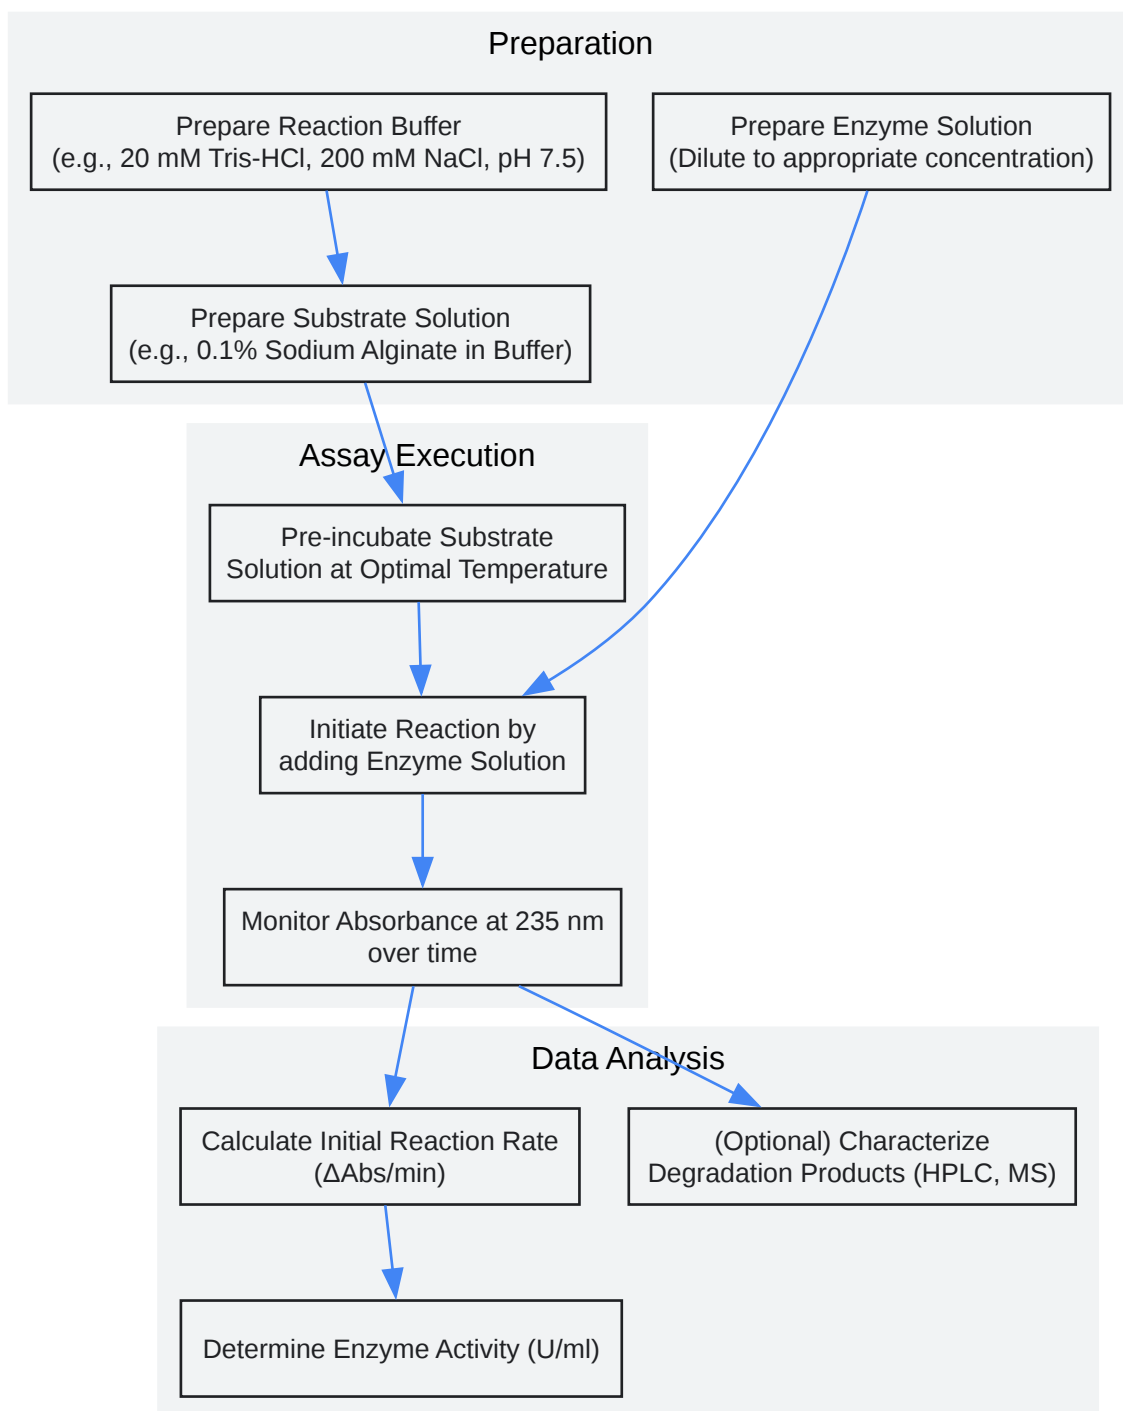 Preparation
Prepare Reaction Buffer
(e.g., 20 mM Tris-HCl, 200 mM NaCl, pH 7.5)
Prepare Enzyme Solution
(Dilute to appropriate concentration)
Prepare Substrate Solution
(e.g., 0.1% Sodium Alginate in Buffer)
Assay Execution
Pre-incubate Substrate
Solution at Optimal Temperature
Initiate Reaction by
adding Enzyme Solution
Monitor Absorbance at 235 nm
over time
Data Analysis
Calculate Initial Reaction Rate
(ΔAbs/min)
(Optional) Characterize
Degradation Products (HPLC, MS)
Determine Enzyme Activity (U/ml)